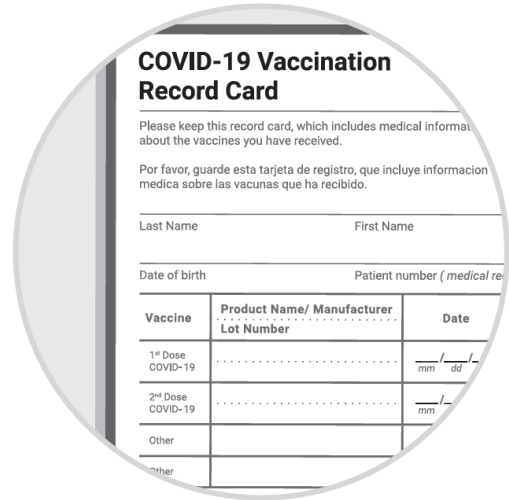 COVID-19 Vaccination
Record Card
Please keep this record card, which includes medical
about the vaccines you have received.
Por favor, guarde esta tarjeta de registro, que incluye informacion
medica sobre las vacunas que ha recibido.
Last Name First Name
Date of birth Patient number ( medical
Vaccine Product Name/ Manufacturer Date
Lot Number
1st Dose
COVID-19
mm / dd /
2nd Dose
COVID-19
mm /
Other
Other